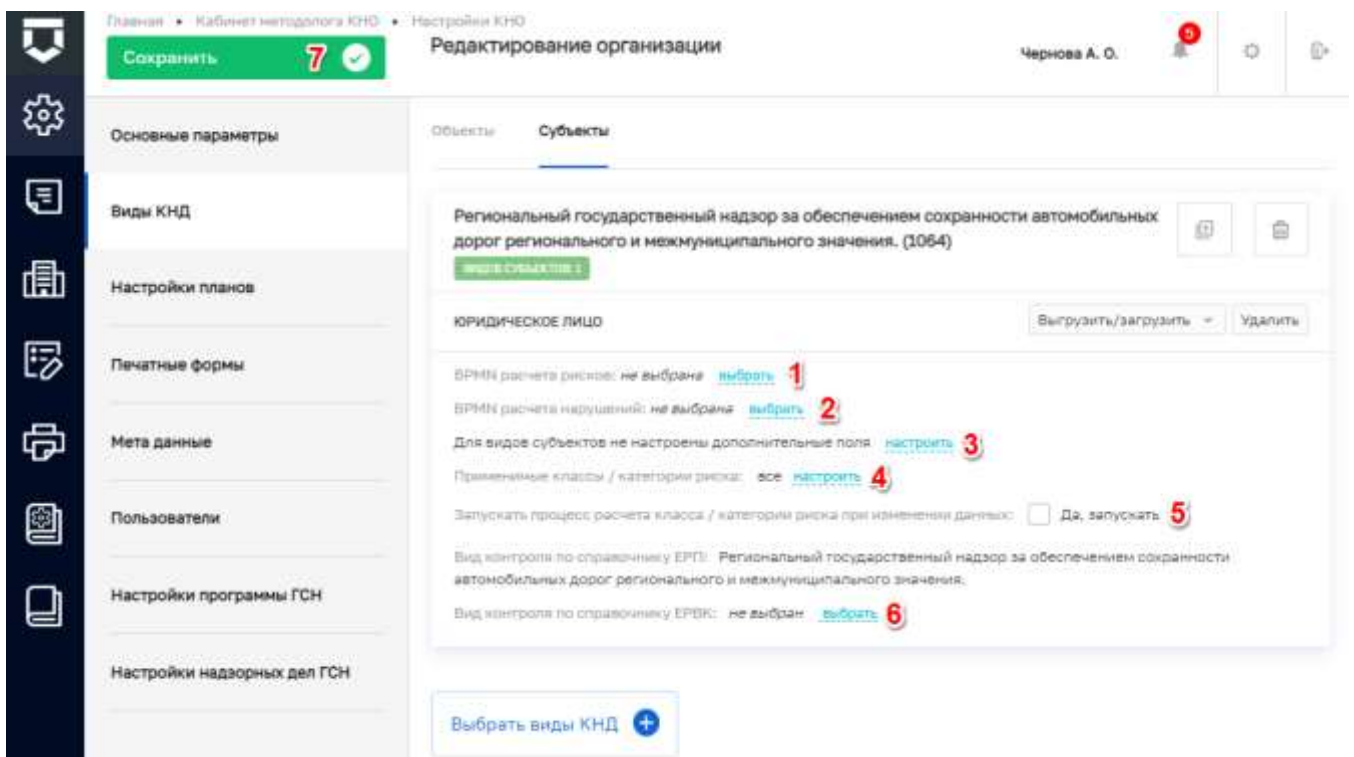 Главная • Кабинет методолога КНО • Настройки КНО
Сохранить 7
Редактирование организации
Чернова А. О.
5
Основные параметры
Виды КНД
Настройки планов
Печатные формы
Мета данные
Пользователи
Настройки программы ГСН
Настройки надзорных дел ГСН
Объекты Субъекты
Региональный государственный надзор за обеспечением сохранности автомобильных
дорог регионального и межмуниципального значения. (1064)
ВИДОВ СУБЪЕКТОВ: 1
ЮРИДИЧЕСКОЕ ЛИЦО
Выгрузить/загрузить Удалить
БРМN расчета рисков: не выбрана выбрать 1
БРМN расчета нарушений: не выбрана выбрать 2
Для видов субъектов не настроены дополнительные поля настроить 3
Применимые классы / категории риска: все настроить 4
Запускать процесс расчета класса / категории риска при изменении данных: Да, запускать 5
Вид контроля по справочнику ЕРП: Региональный государственный надзор за обеспечением сохранности
автомобильных дорог регионального и межмуниципального значения.
Вид контроля по справочнику ЕРВК: не выбран выбрать 6
Выбрать виды КНД